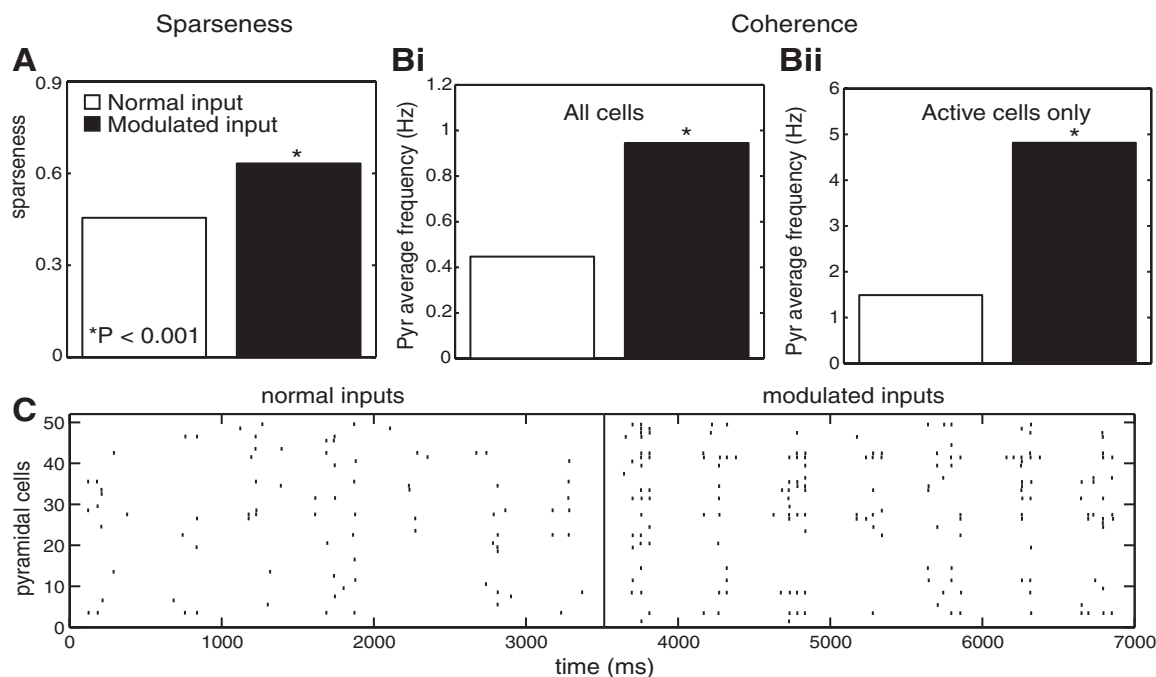 Sparseness
Coherence
A
Bi
Bii
0.9
0.6
0.3
0
sparseness
Normal input
Modulated input
*
*P < 0.001
1.2
1
0.8
0.6
0.4
0.2
0
Pyr average frequency (Hz)
All cells
*
6
5
4
3
2
1
0
Pyr average frequency (Hz)
Active cells only
*
C
normal inputs
modulated inputs
50
40
30
20
10
0
pyramidal cells
0 1000 2000 3000 4000 5000 6000 7000
time (ms)